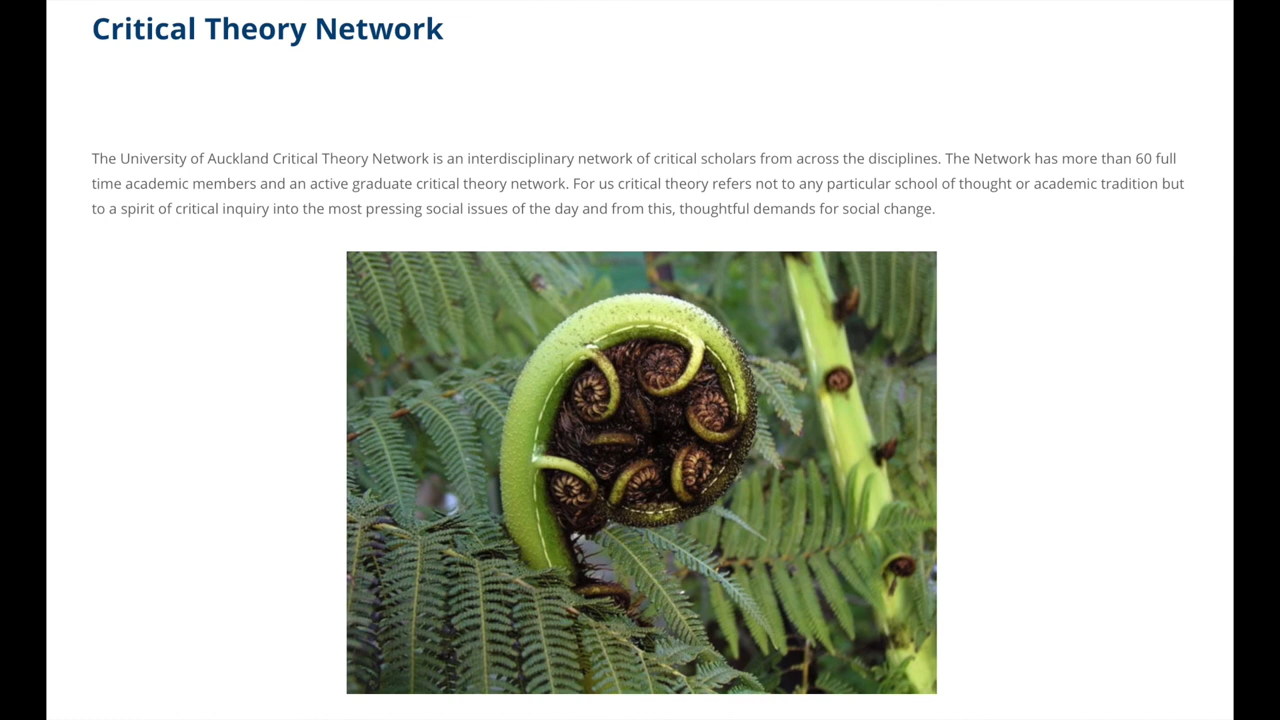 Critical Theory Network
The University of Auckland Critical Theory Network is an interdisciplinary network of critical scholars from across the disciplines. The Network has more than 60 full
time academic members and an active graduate critical theory network. For us critical theory refers not to any particular school of thought or academic tradition but
to a spirit of critical inquiry into the most pressing social issues of the day and from this, thoughtful demands for social change.